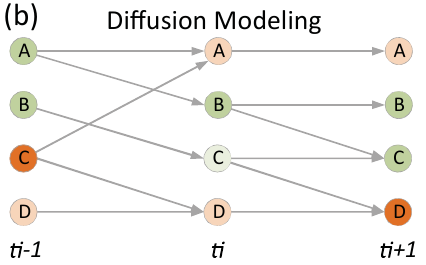 (b)
Diffusion Modeling
A A A
B B B
C C C
D D D
ti-1 ti ti+1